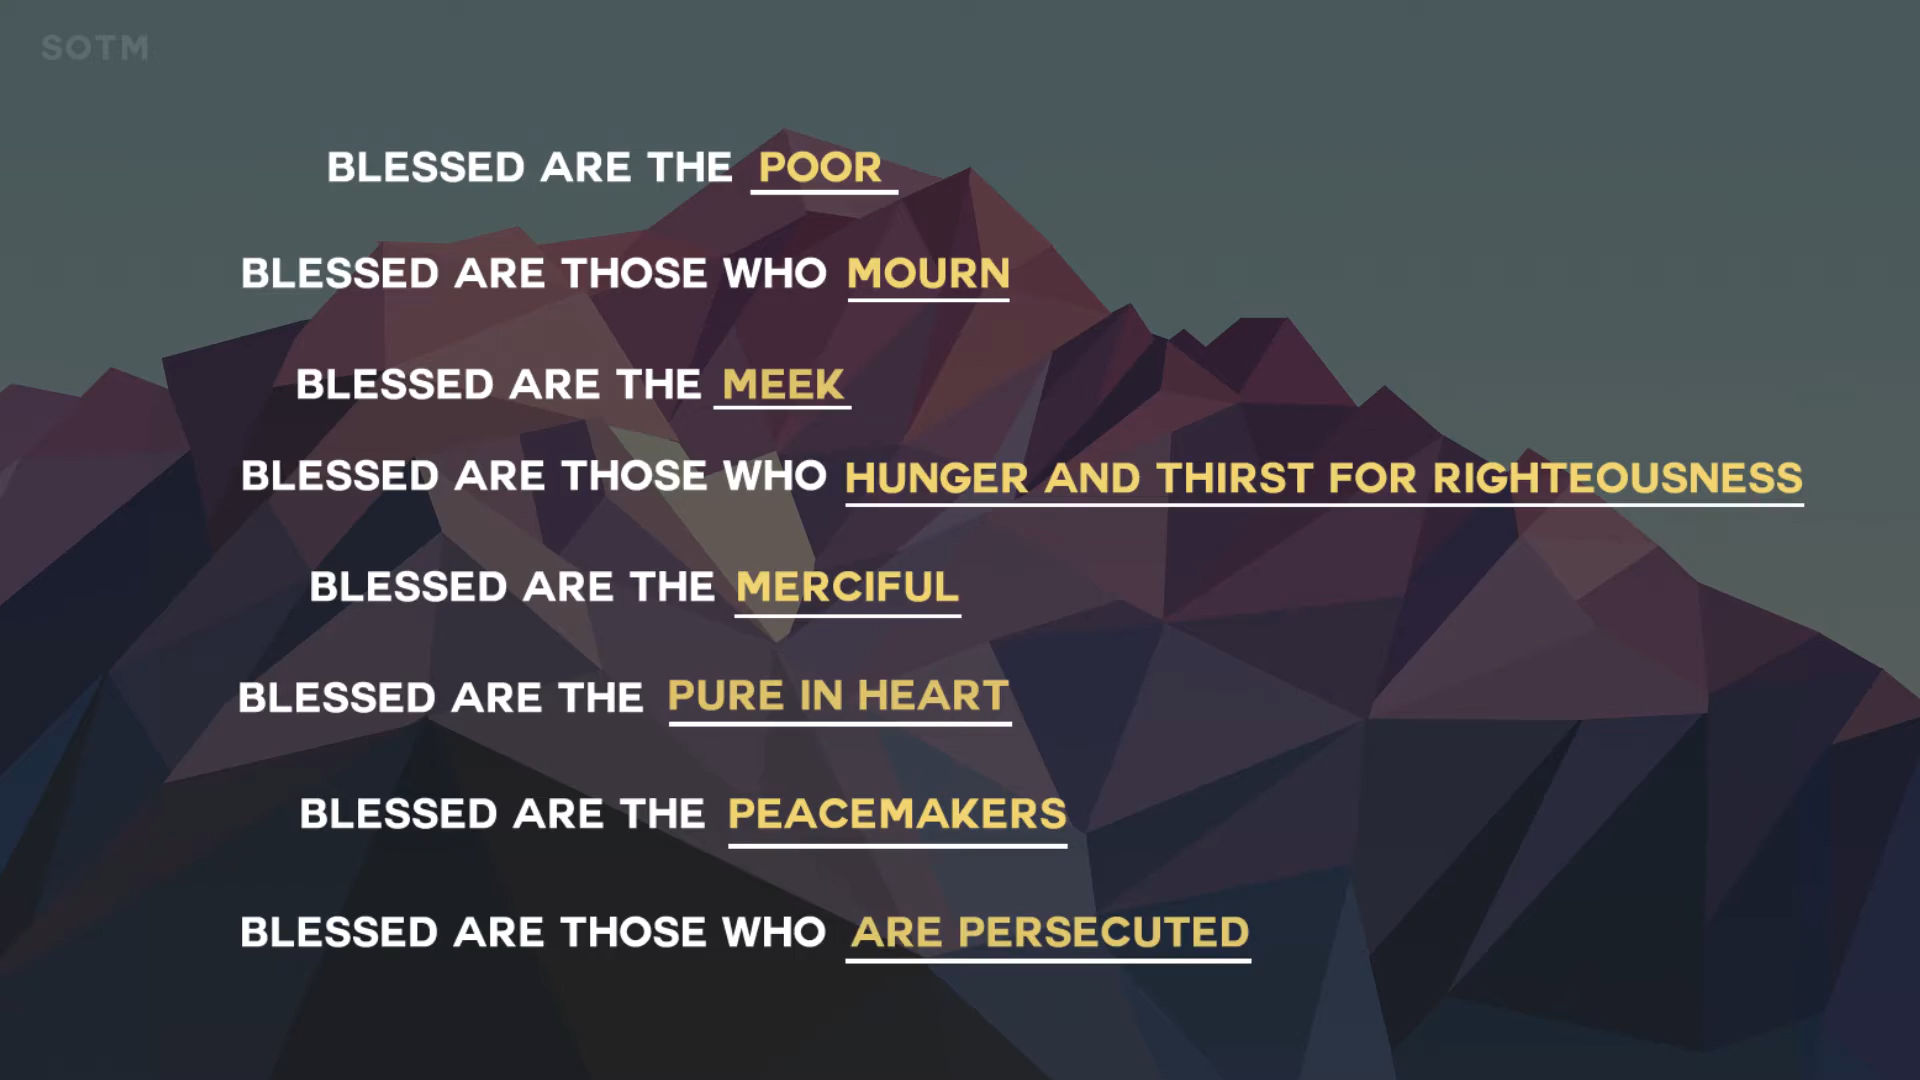 SOTM
BLESSED ARE THE POOR
BLESSED ARE THOSE WHO MOURN
BLESSED ARE THE MEEK
BLESSED ARE THOSE WHO HUNGER AND THIRST FOR RIGHTEOUSNESS
BLESSED ARE THE MERCIFUL
BLESSED ARE THE PURE IN HEART
BLESSED ARE THE PEACEMAKERS
BLESSED ARE THOSE WHO ARE PERSECUTED